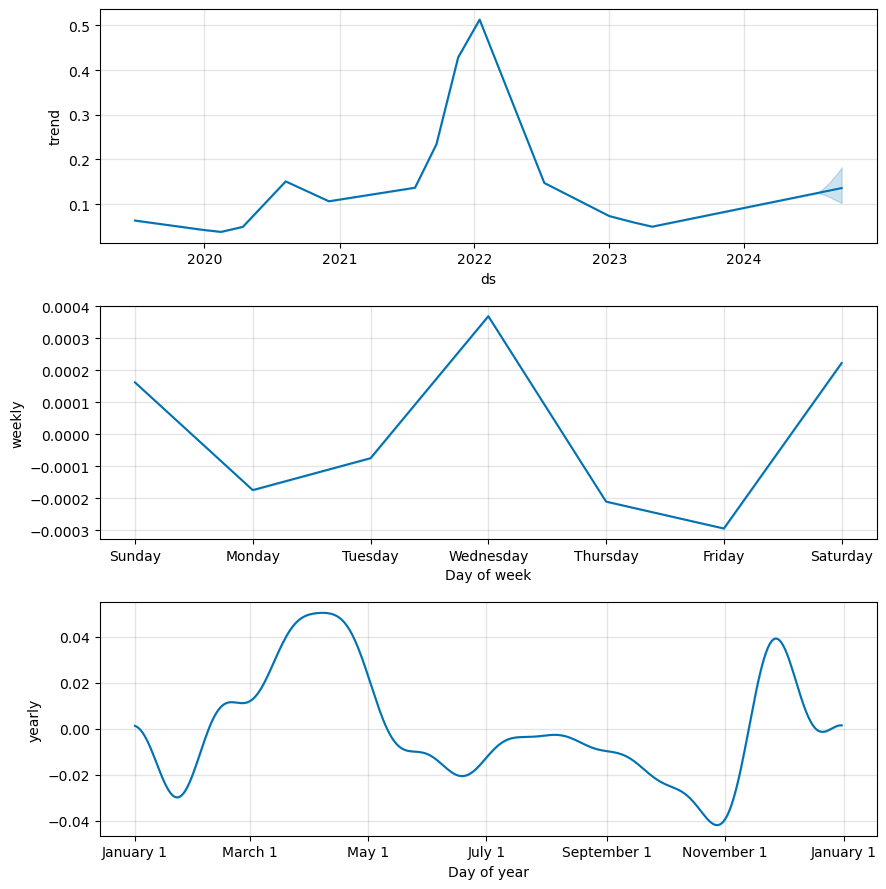 0.5
0.4
0.3
0.2
0.1
trend
2020 2021 2022 2023 2024
ds
0.0004
0.0003
0.0002
0.0001
0.0000
−0.0001
−0.0002
−0.0003
weekly
Sunday Monday Tuesday Wednesday Thursday Friday Saturday
Day of week
0.04
0.02
0.00
−0.02
−0.04
yearly
January 1 March 1 May 1 July 1 September 1 November 1 January 1
Day of year